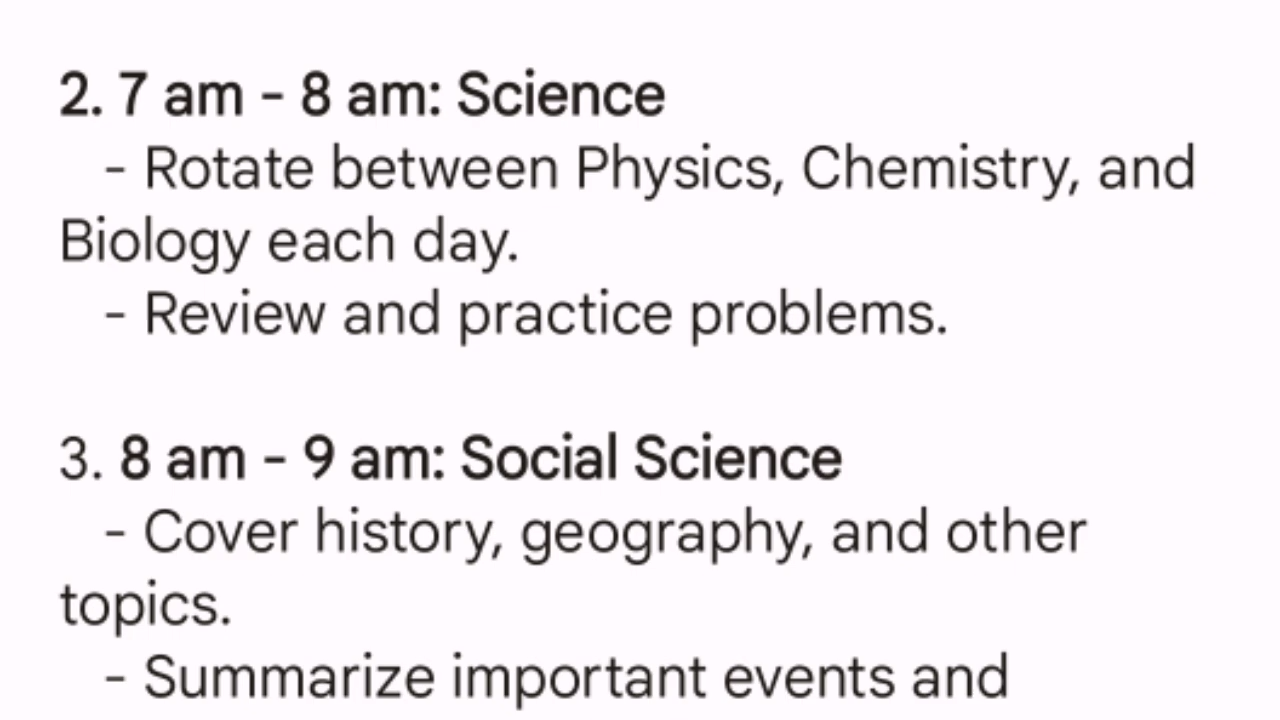 2. 7 am - 8 am: Science
- Rotate between Physics, Chemistry, and
Biology each day.
- Review and practice problems.
3. 8 am - 9 am: Social Science
- Cover history, geography, and other
topics.
- Summarize important events and